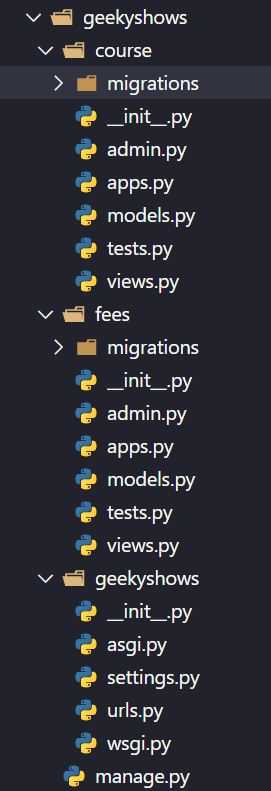 geekyshows
course
migrations
__init__.py
admin.py
apps.py
models.py
tests.py
views.py
fees
migrations
__init__.py
admin.py
apps.py
models.py
tests.py
views.py
geekyshows
__init__.py
asgi.py
settings.py
urls.py
wsgi.py
manage.py